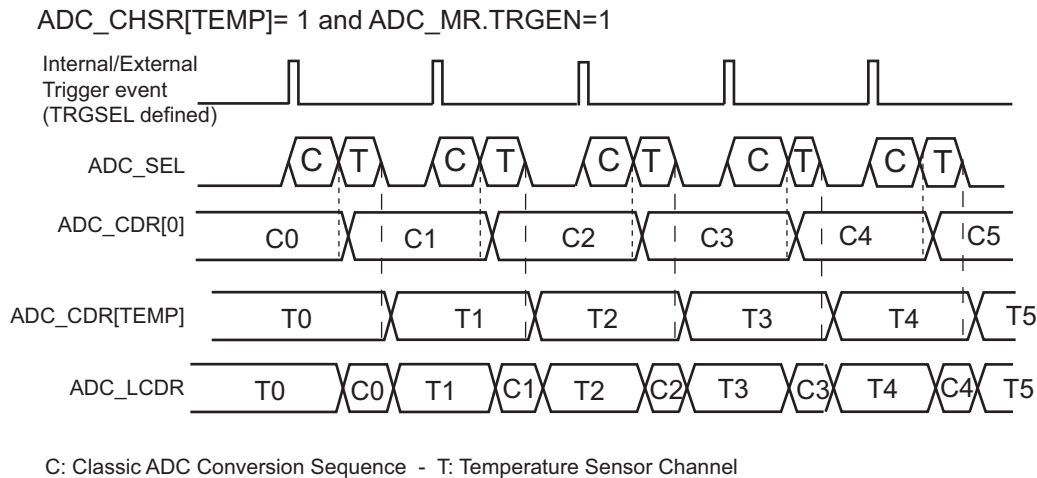 ADC_CHSR[TEMP]= 1 and ADC_MR.TRGEN=1
Internal/External
Trigger event
(TRGSEL defined)
ADC_SEL C T C T C T C T C T
ADC_CDR[0] C0 C1 C2 C3 C4 C5
ADC_CDR[TEMP] T0 T1 T2 T3 T4 T5
ADC_LCDR T0 C0 T1 C1 T2 C2 T3 C3 T4 C4 T5
C: Classic ADC Conversion Sequence - T: Temperature Sensor Channel